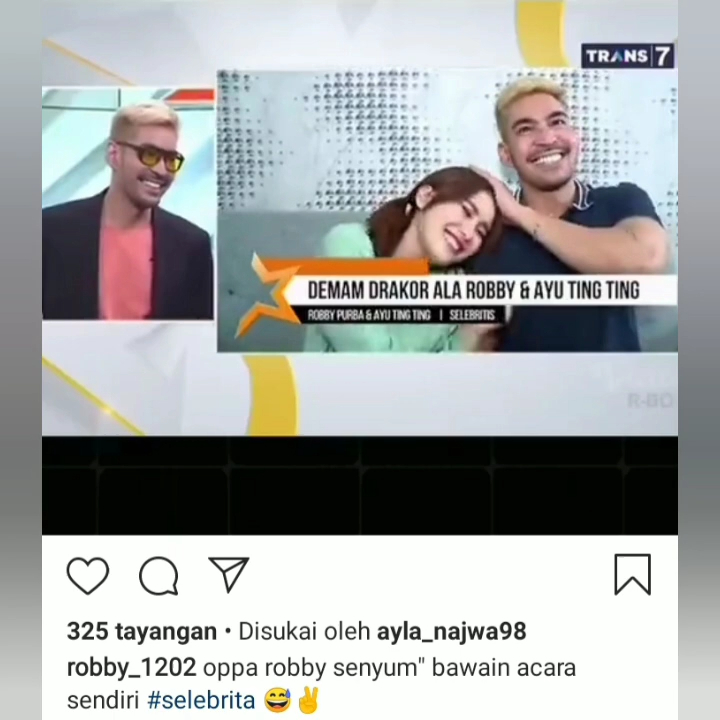 TRANS 7
DEMAM DRAKOR ALA ROBBY & AYU TING TING
ROBBY PURBA & AYU TING TING | SELEBRITIS
R-BO
325 tayangan • Disukai oleh ayla_najwa98
robby_1202 oppa robby senyum" bawain acara
sendiri #selebrita 😅✌️